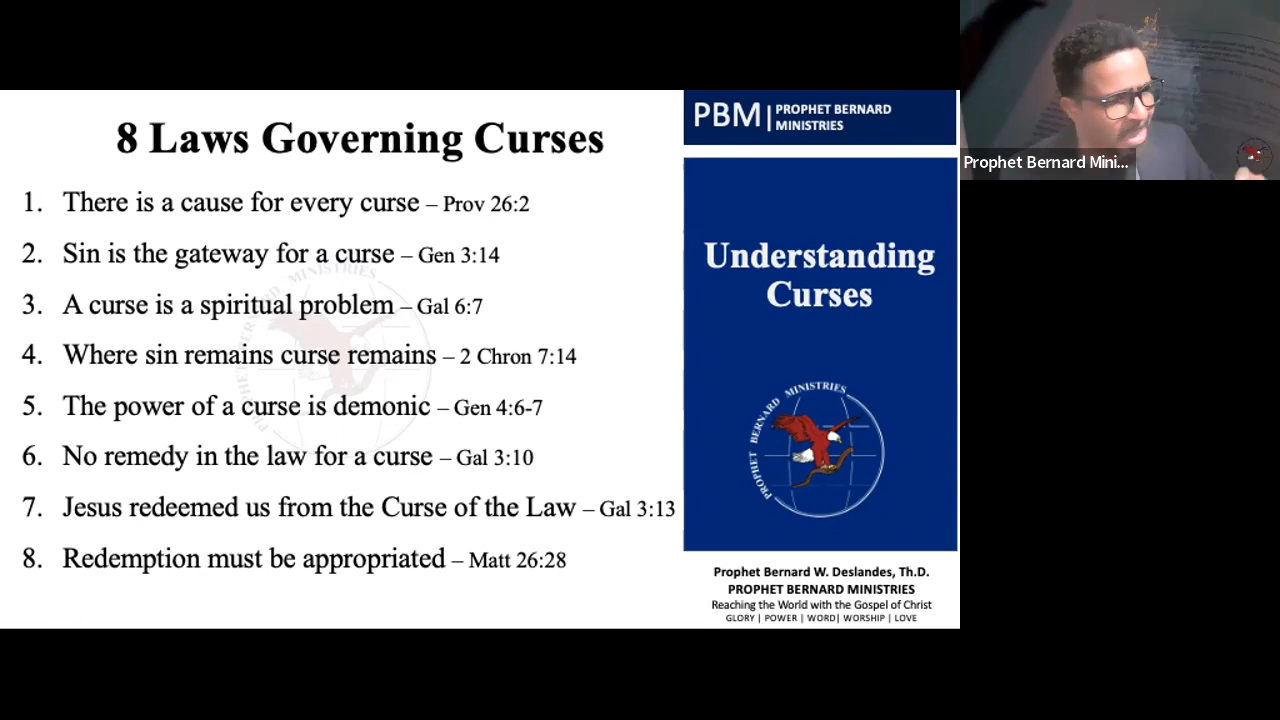 8 Laws Governing Curses
1. There is a cause for every curse – Prov 26:2
2. Sin is the gateway for a curse – Gen 3:14
3. A curse is a spiritual problem – Gal 6:7
4. Where sin remains curse remains – 2 Chron 7:14
5. The power of a curse is demonic – Gen 4:6-7
6. No remedy in the law for a curse – Gal 3:10
7. Jesus redeemed us from the Curse of the Law – Gal 3:13
8. Redemption must be appropriated – Matt 26:28
PROPHET BERNARD MINISTRIES
PBM | PROPHET BERNARD
MINISTRIES
Understanding
Curses
PROPHET BERNARD MINISTRIES
Prophet Bernard W. Deslandes, Th.D.
PROPHET BERNARD MINISTRIES
Reaching the World with the Gospel of Christ
GLORY | POWER | WORD| WORSHIP | LOVE
Prophet Bernard Mini...